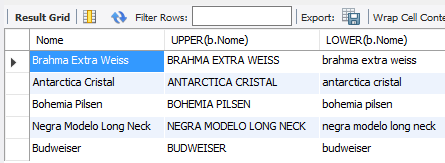 Result Grid Filter Rows: Export: Wrap Cell Conte
Nome UPPER(b.Nome) LOWER(b.Nome)
Brahma Extra Weiss BRAHMA EXTRA WEISS brahma extra weiss
Antarctica Cristal ANTARCTICA CRISTAL antarctica cristal
Bohemia Pilsen BOHEMIA PILSEN bohemia pilsen
Negra Modelo Long Neck NEGRA MODELO LONG NECK negra modelo long neck
Budweiser BUDWEISER budweiser